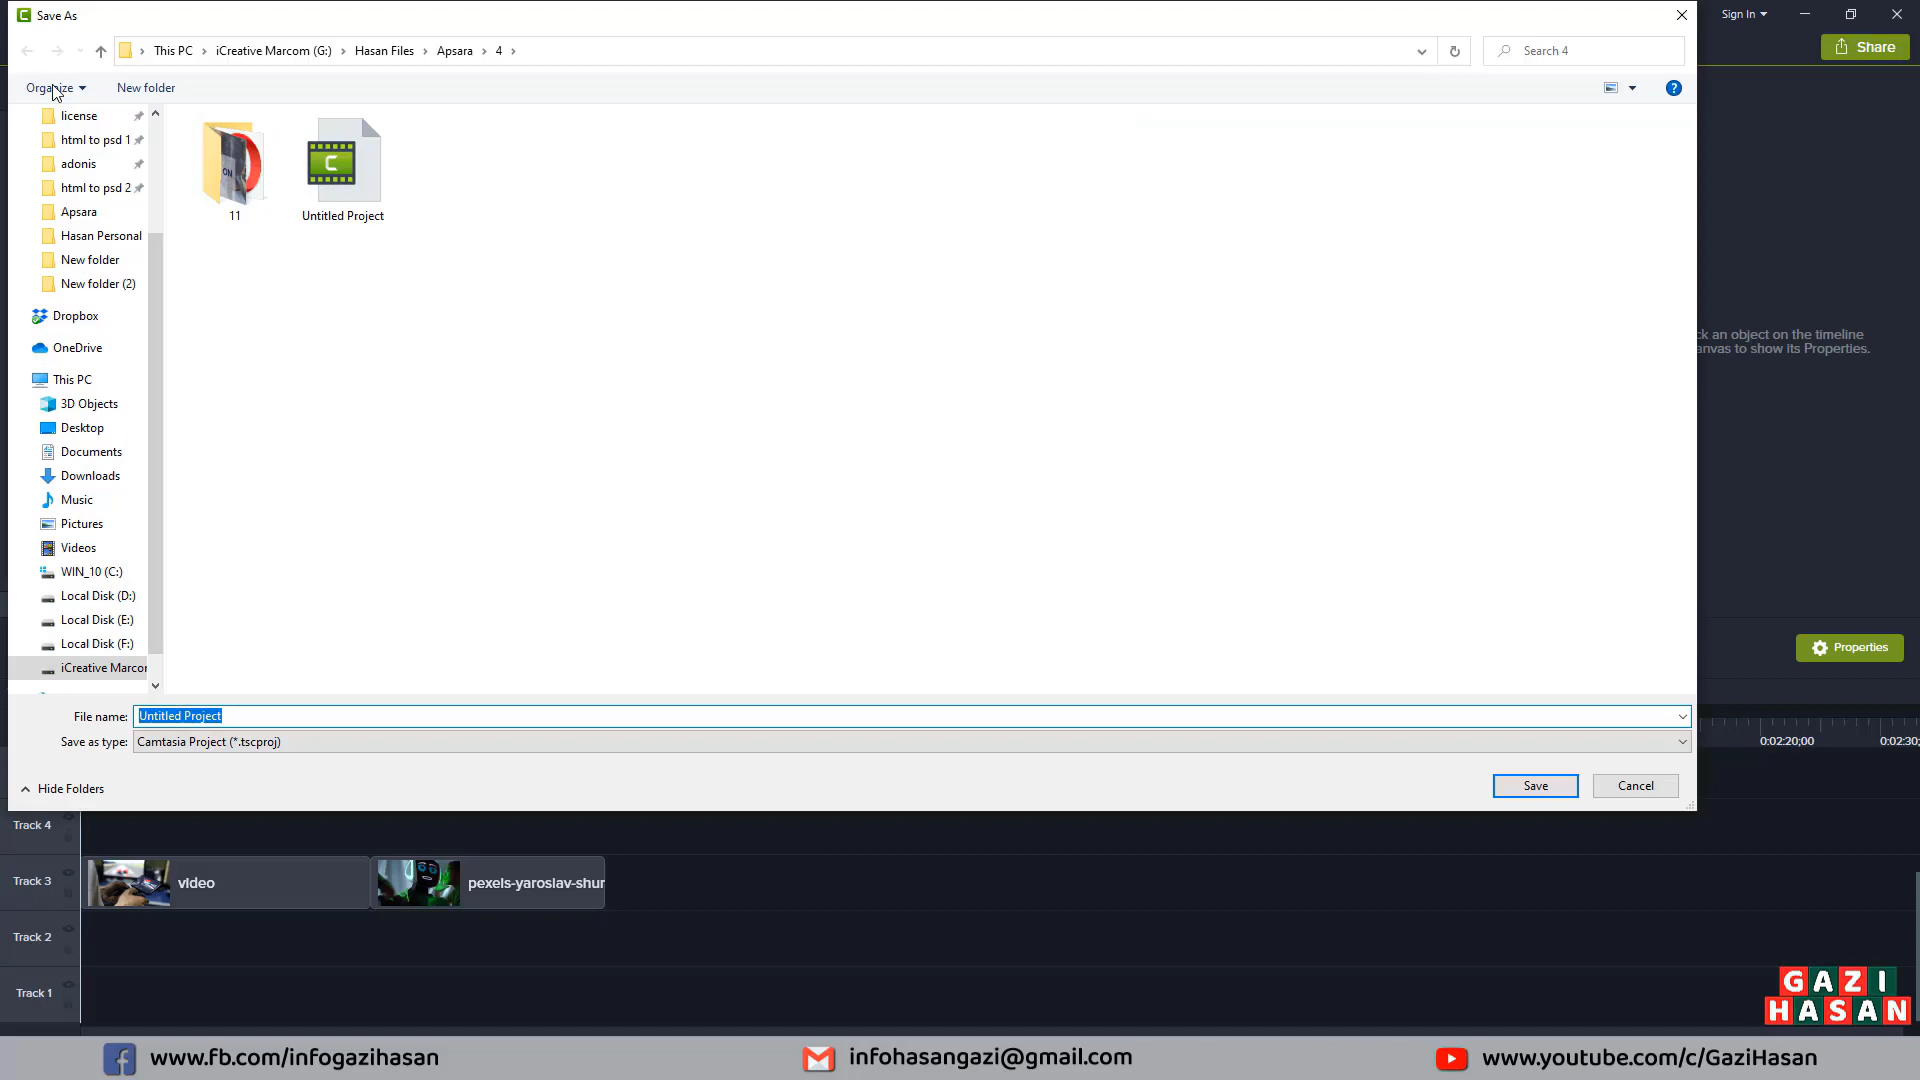 Save As
Sign In
Share
This PC
iCreative Marcom (G:)
Hasan Files
Apsara
4
Search 4
Organize
New folder
license
html to psd 1
adonis
html to psd 2
Apsara
Hasan Personal
New folder
New folder (2)
Dropbox
OneDrive
This PC
3D Objects
Desktop
Documents
Downloads
Music
Pictures
Videos
WIN_10 (C:)
Local Disk (D:)
Local Disk (E:)
Local Disk (F:)
iCreative Marcor
ON
11
C
Untitled Project
ck an object on the timeline
anvas to show its Properties.
Properties
File name: Untitled Project
Save as type: Camtasia Project (*.tscproj)
0:02:20;00
0:02:30;
Hide Folders
Save
Cancel
Track 4
Track 3
video
pexels-yaroslav-shur
Track 2
Track 1
GAZI
HASAN
www.fb.com/infogazihasan
infohasangazi@gmail.com
www.youtube.com/c/GaziHasan